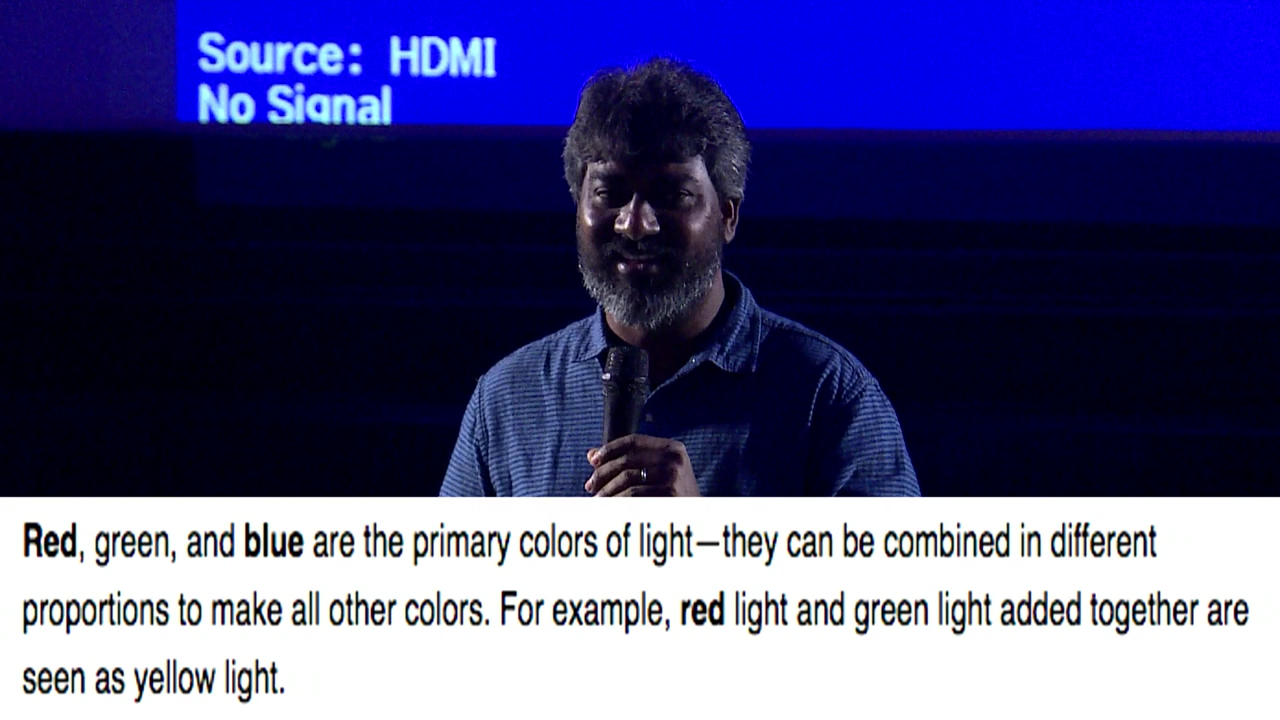 Source: HDMI
No Signal
Red, green, and blue are the primary colors of light—they can be combined in different
proportions to make all other colors. For example, red light and green light added together are
seen as yellow light.